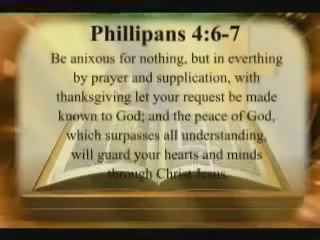 Phillipans 4:6-7
Be anixous for nothing, but in everthing
by prayer and supplication, with
thanksgiving let your request be made
known to God; and the peace of God,
which surpasses all understanding,
will guard your hearts and minds
through Christ Jesus.